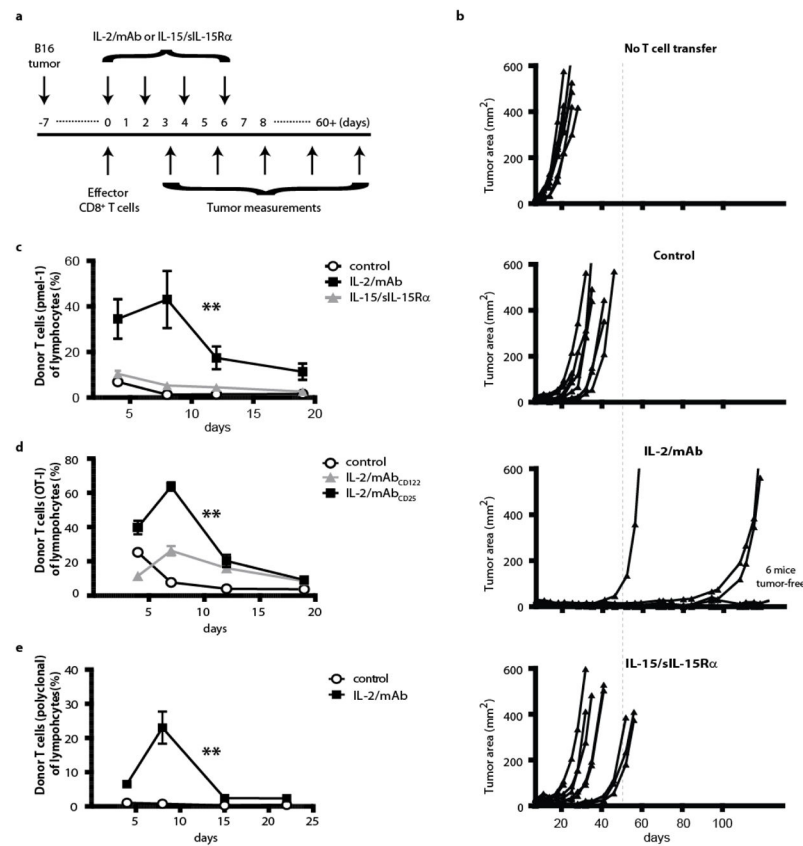 a
IL-2/mAb or IL-15/sIL-15Rα
B16
tumor
-7 ............ 0 1 2 3 4 5 6 7 8 ............ 60+ (days)
Effector
CD8+ T cells
Tumor measurements
b
No T cell transfer
600
400
200
0
Tumor area (mm²)
Control
600
400
200
0
Tumor area (mm²)
IL-2/mAb
600
400
200
0
Tumor area (mm²)
6 mice
tumor-free
IL-15/sIL-15Rα
600
400
200
0
Tumor area (mm²)
20 40 60 80 100
days
c
60
40
20
0
Donor T cells (pmel-1)
of lymphocytes (%)
control
IL-2/mAb
IL-15/sIL-15Rα
**
5 10 15 20
days
d
80
60
40
20
0
Donor T cells (OT-I)
of lymnpohcytes (%)
control
IL-2/mAbCD122
IL-2/mAbCD25
**
5 10 15 20
days
e
40
30
20
10
0
Donor T cells (polyclonal)
of lympohcytes(%)
control
IL-2/mAb
**
5 10 15 20 25
days